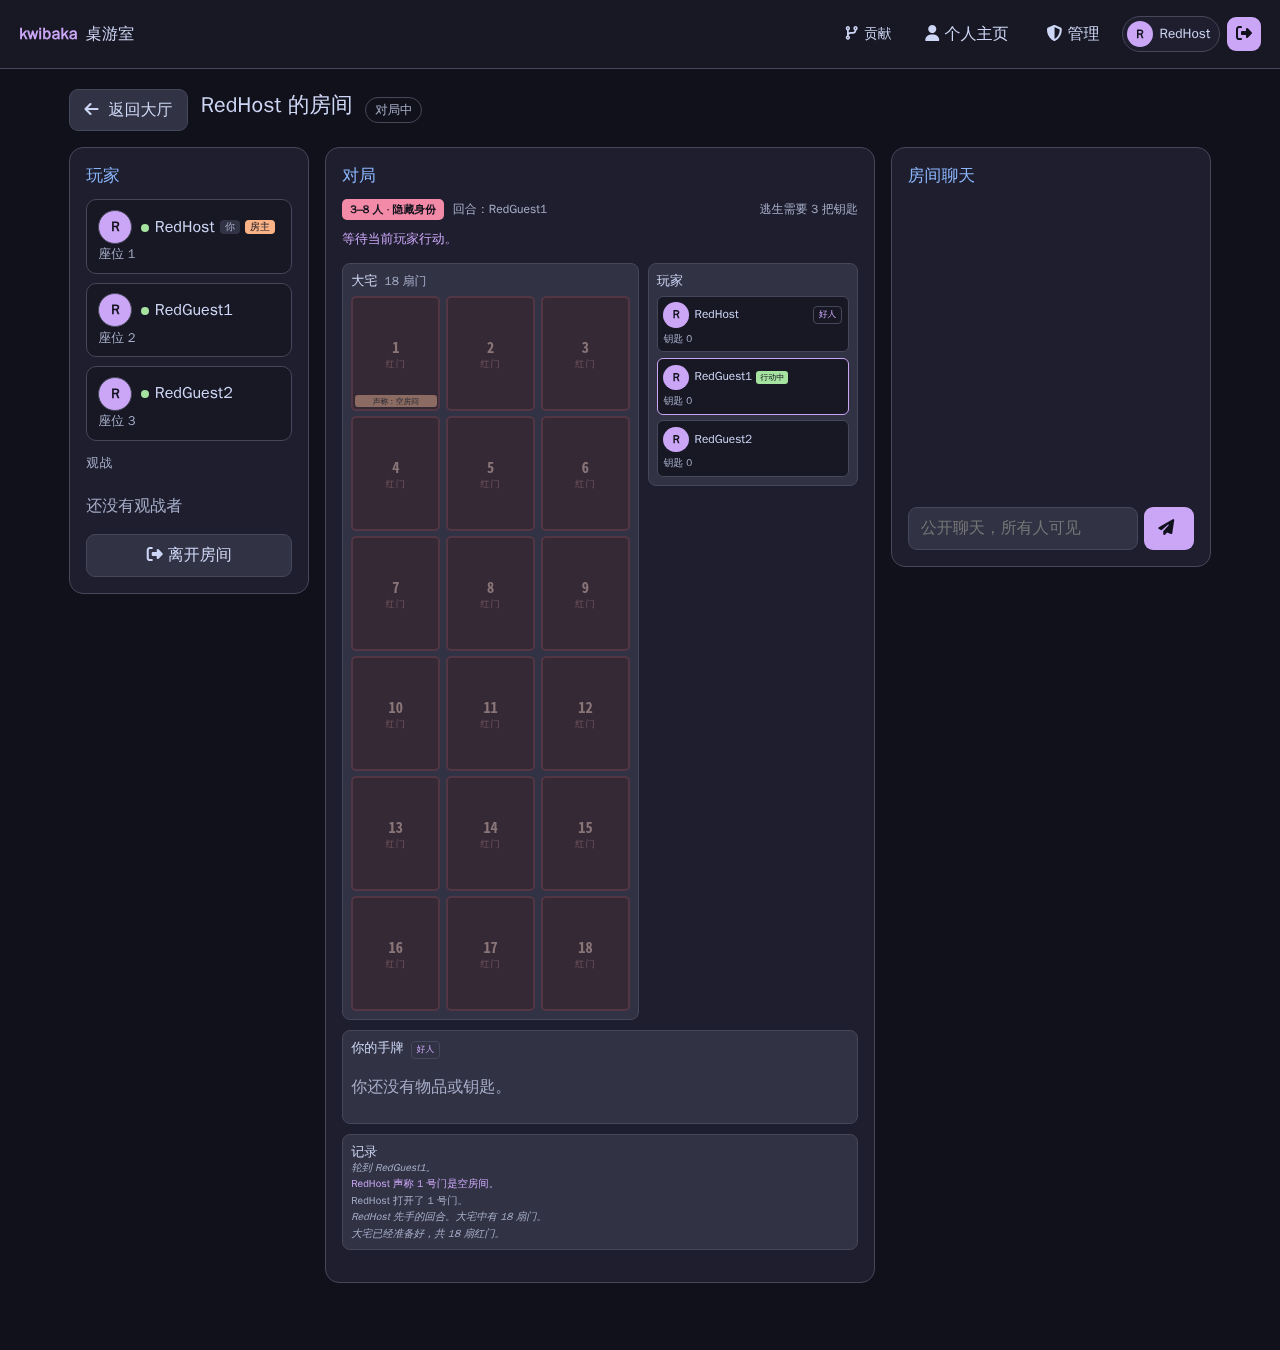 kwibaka 桌游室
贡献
个人主页
管理
R RedHost
返回大厅
RedHost 的房间
对局中
玩家
R RedHost 你 房主
座位 1
R RedGuest1
座位 2
R RedGuest2
座位 3
观战
还没有观战者
离开房间
对局
3–8 人 · 隐藏身份 回合：RedGuest1 逃生需要 3 把钥匙
等待当前玩家行动。
大宅 18 扇门
1
红门
声称：空房间
2
红门
3
红门
4
红门
5
红门
6
红门
7
红门
8
红门
9
红门
10
红门
11
红门
12
红门
13
红门
14
红门
15
红门
16
红门
17
红门
18
红门
玩家
R RedHost 好人
钥匙 0
R RedGuest1 行动中
钥匙 0
R RedGuest2
钥匙 0
你的手牌 好人
你还没有物品或钥匙。
记录
轮到 RedGuest1。
RedHost 声称 1 号门是空房间。
RedHost 打开了 1 号门。
RedHost 先手的回合。大宅中有 18 扇门。
大宅已经准备好，共 18 扇红门。
房间聊天
公开聊天，所有人可见